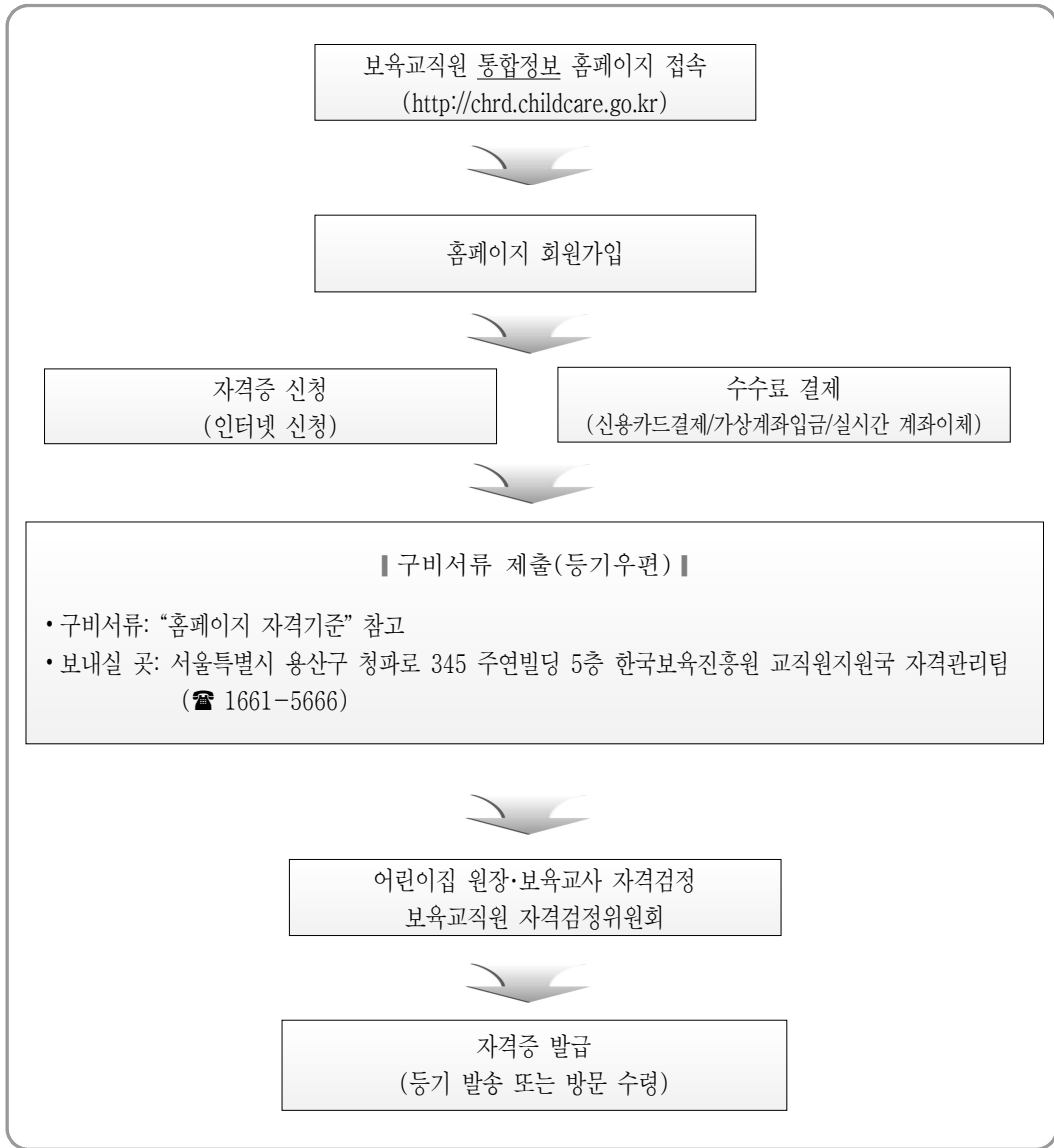 보육교직원 통합정보 홈페이지 접속
(http://chrd.childcare.go.kr)
홈페이지 회원가입
자격증 신청
(인터넷 신청)
수수료 결제
(신용카드결제/가상계좌입금/실시간 계좌이체)
∥구비서류 제출(등기우편)∥
• 구비서류: “홈페이지 자격기준” 참고
• 보내실 곳: 서울특별시 용산구 청파로 345 주연빌딩 5층 한국보육진흥원 교직원지원국 자격관리팀
(☎ 1661-5666)
어린이집 원장·보육교사 자격검정
보육교직원 자격검정위원회
자격증 발급
(등기 발송 또는 방문 수령)